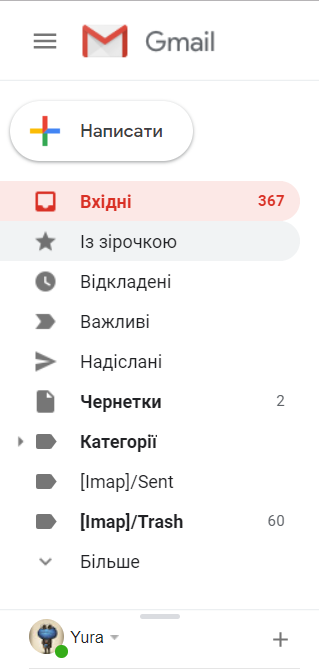 Gmail
Написати
Вхідні 367
Із зірочкою
Відкладені
Важливі
Надіслані
Чернетки 2
Категорії
[Imap]/Sent
[Imap]/Trash 60
Більше
Yura